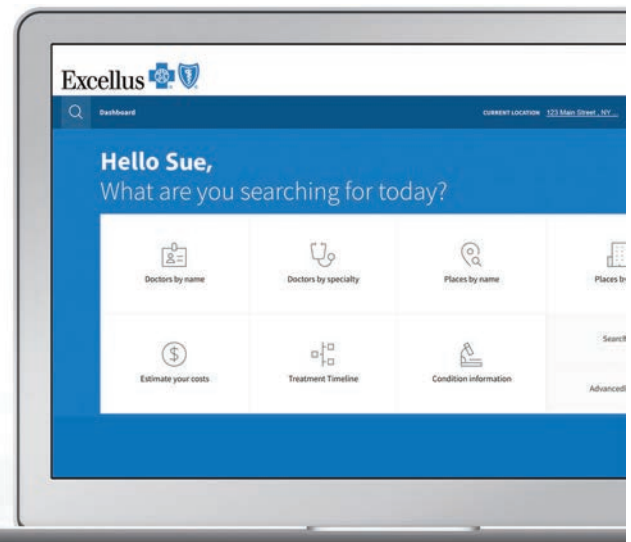 Excellus
Dashboard
CURRENT LOCATION 123 Main Street , NY ...
Hello Sue,
What are you searching for today?
Doctors by name
Doctors by specialty
Places by name
Places by
Estimate your costs
Treatment Timeline
Condition information
Search
Advanced